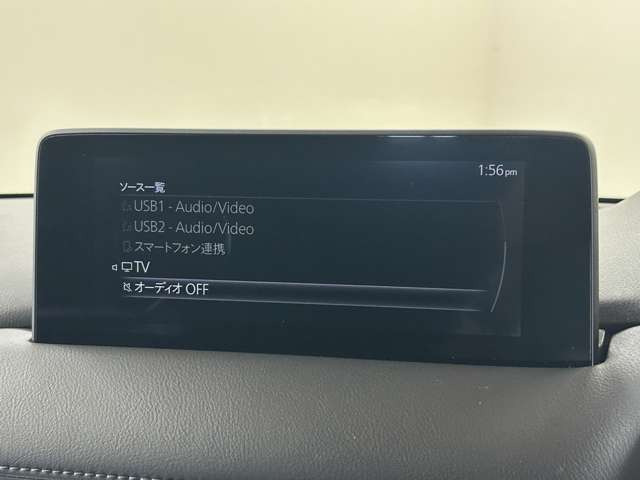 1:56pm
ソース一覧
USB1 - Audio/Video
USB2 - Audio/Video
スマートフォン連携
TV
オーディオ OFF